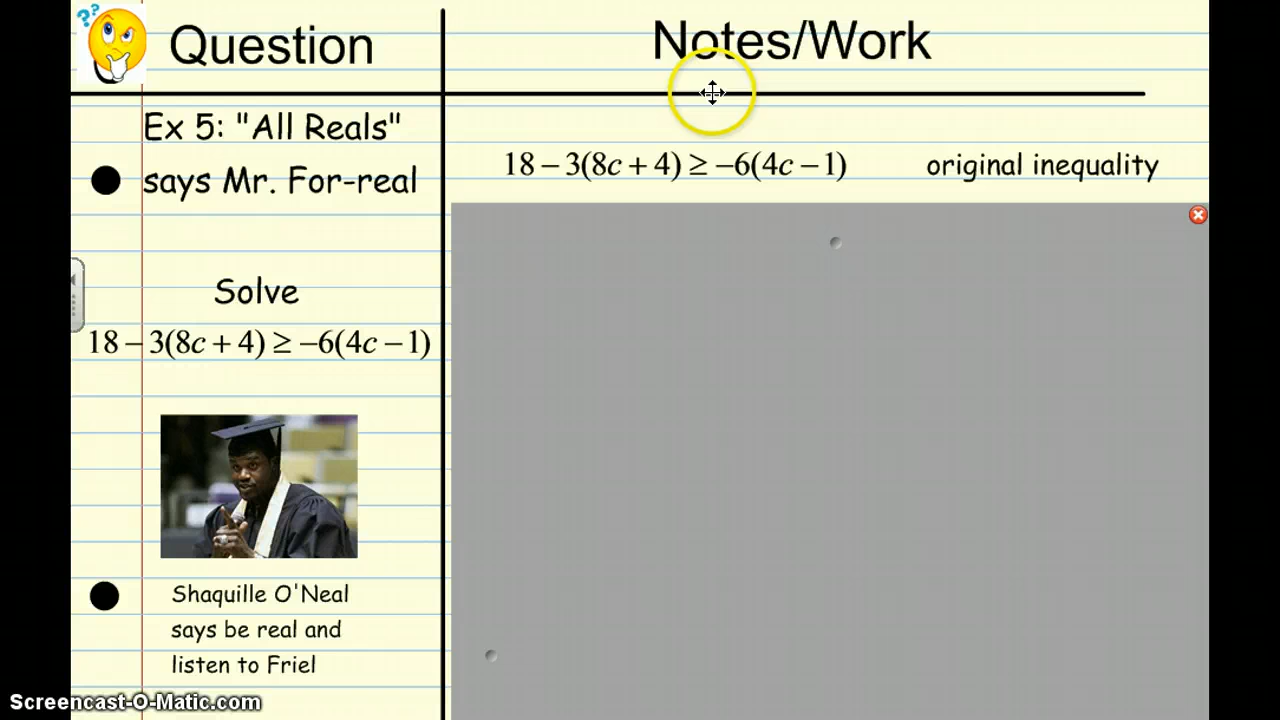 Question
Notes/Work
Ex 5: "All Reals"
says Mr. For-real
18 – 3(8c + 4) ≥ –6(4c – 1)
original inequality
Solve
18 – 3(8c + 4) ≥ –6(4c – 1)
Shaquille O'Neal
says be real and
listen to Friel
Screencast-O-Matic.com